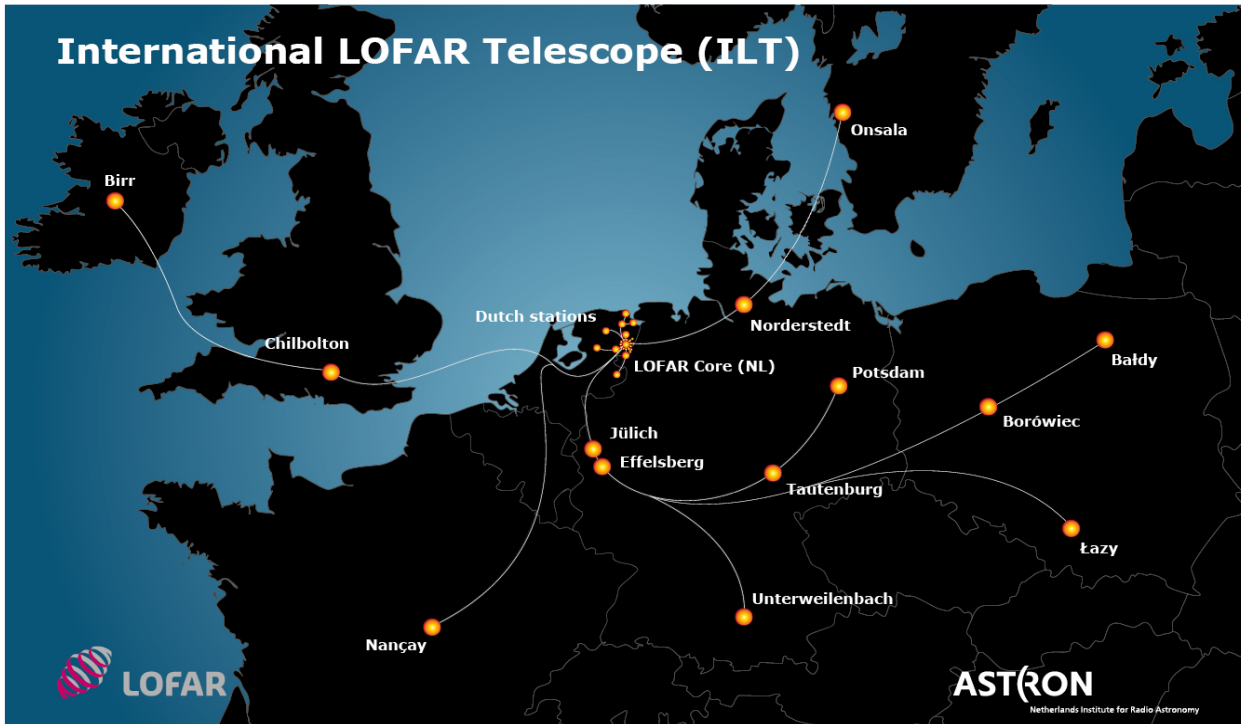 International LOFAR Telescope (ILT)
Onsala
Birr
Dutch stations
Norderstedt
Chilbolton
LOFAR Core (NL)
Potsdam
Bałdy
Borówiec
Jülich
Effelsberg
Tautenburg
Łazy
Unterweilenbach
Nançay
LOFAR
ASTRON
Netherlands Institute for Radio Astronomy